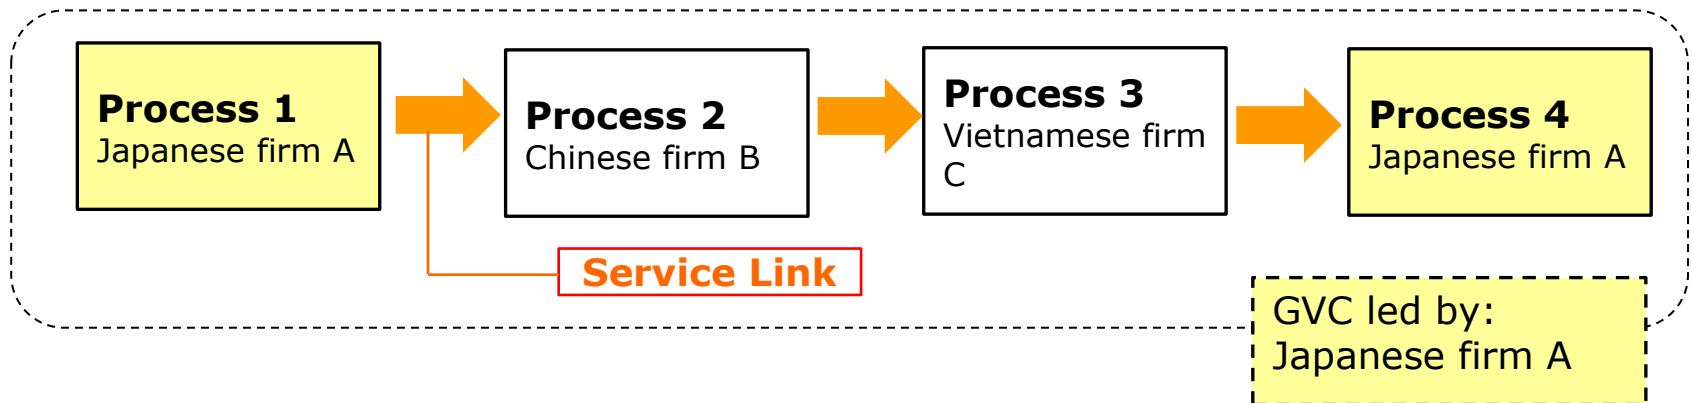 Process 1
Japanese firm A
Process 2
Chinese firm B
Process 3
Vietnamese firm
C
Process 4
Japanese firm A
Service Link
GVC led by:
Japanese firm A